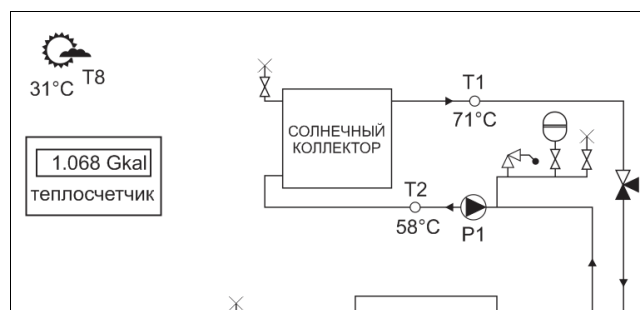 31°C T8
1.068 Gkal
теплосчетчик
СОЛНЕЧНЫЙ
КОЛЛЕКТОР
T1
71°C
T2
58°C
P1